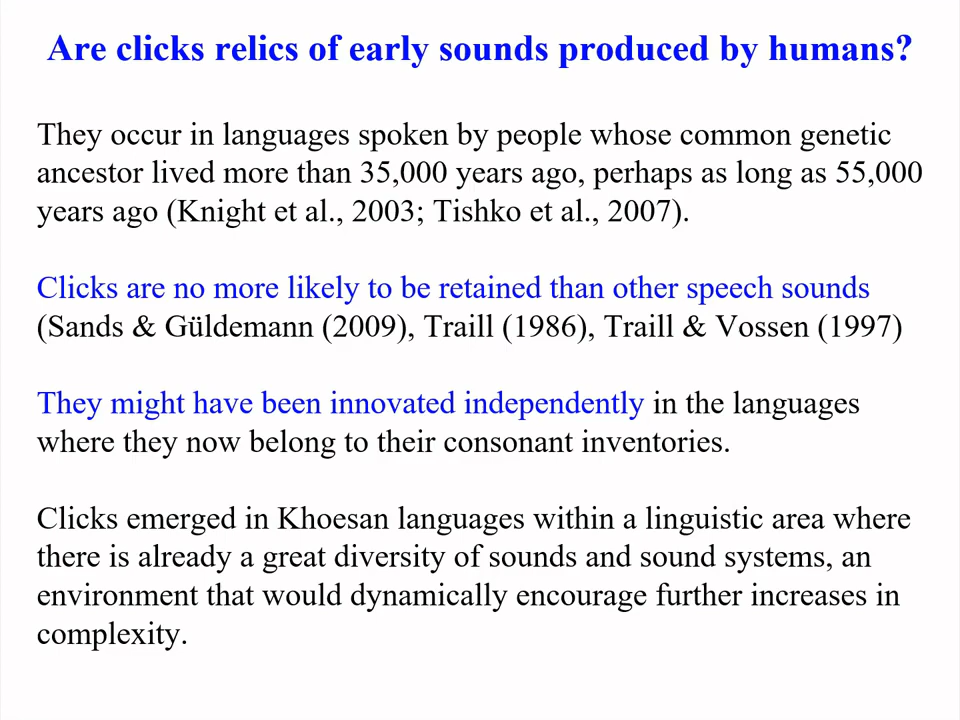 Are clicks relics of early sounds produced by humans?
They occur in languages spoken by people whose common genetic
ancestor lived more than 35,000 years ago, perhaps as long as 55,000
years ago (Knight et al., 2003; Tishko et al., 2007).
Clicks are no more likely to be retained than other speech sounds
(Sands & Güldemann (2009), Traill (1986), Traill & Vossen (1997)
They might have been innovated independently in the languages
where they now belong to their consonant inventories.
Clicks emerged in Khoesan languages within a linguistic area where
there is already a great diversity of sounds and sound systems, an
environment that would dynamically encourage further increases in
complexity.